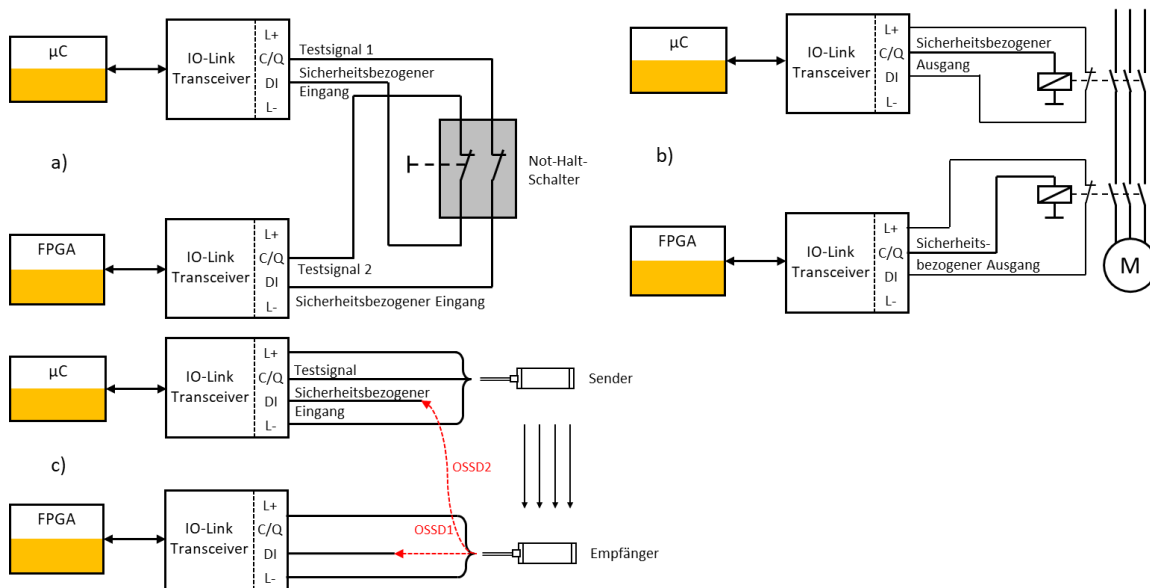 a)
µC
IO-Link
Transceiver
L+
C/Q
DI
L-
Testsignal 1
Sicherheitsbezogener
Eingang
Not-Halt-
Schalter
FPGA
IO-Link
Transceiver
L+
C/Q
DI
L-
Testsignal 2
Sicherheitsbezogener Eingang
b)
µC
IO-Link
Transceiver
L+
C/Q
DI
L-
Sicherheitsbezogener
Ausgang
FPGA
IO-Link
Transceiver
L+
C/Q
DI
L-
Sicherheits-
bezogener Ausgang
M
c)
µC
IO-Link
Transceiver
L+
C/Q
DI
L-
Testsignal
Sicherheitsbezogener
Eingang
Sender
OSSD2
FPGA
IO-Link
Transceiver
L+
C/Q
DI
L-
OSSD1
Empfänger